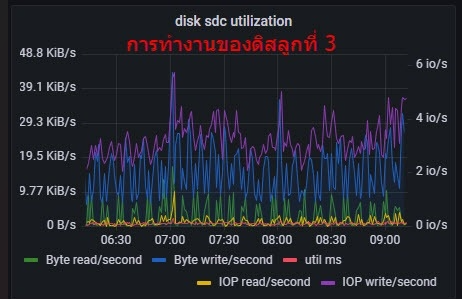 disk sdc utilization
การทำงานของดิสลูกที่ 3
48.8 KiB/s
39.1 KiB/s
29.3 KiB/s
19.5 KiB/s
9.77 KiB/s
0 B/s
6 io/s
4 io/s
2 io/s
0 io/s
06:30 07:00 07:30 08:00 08:30 09:00
Byte read/second Byte write/second util ms
IOP read/second IOP write/second